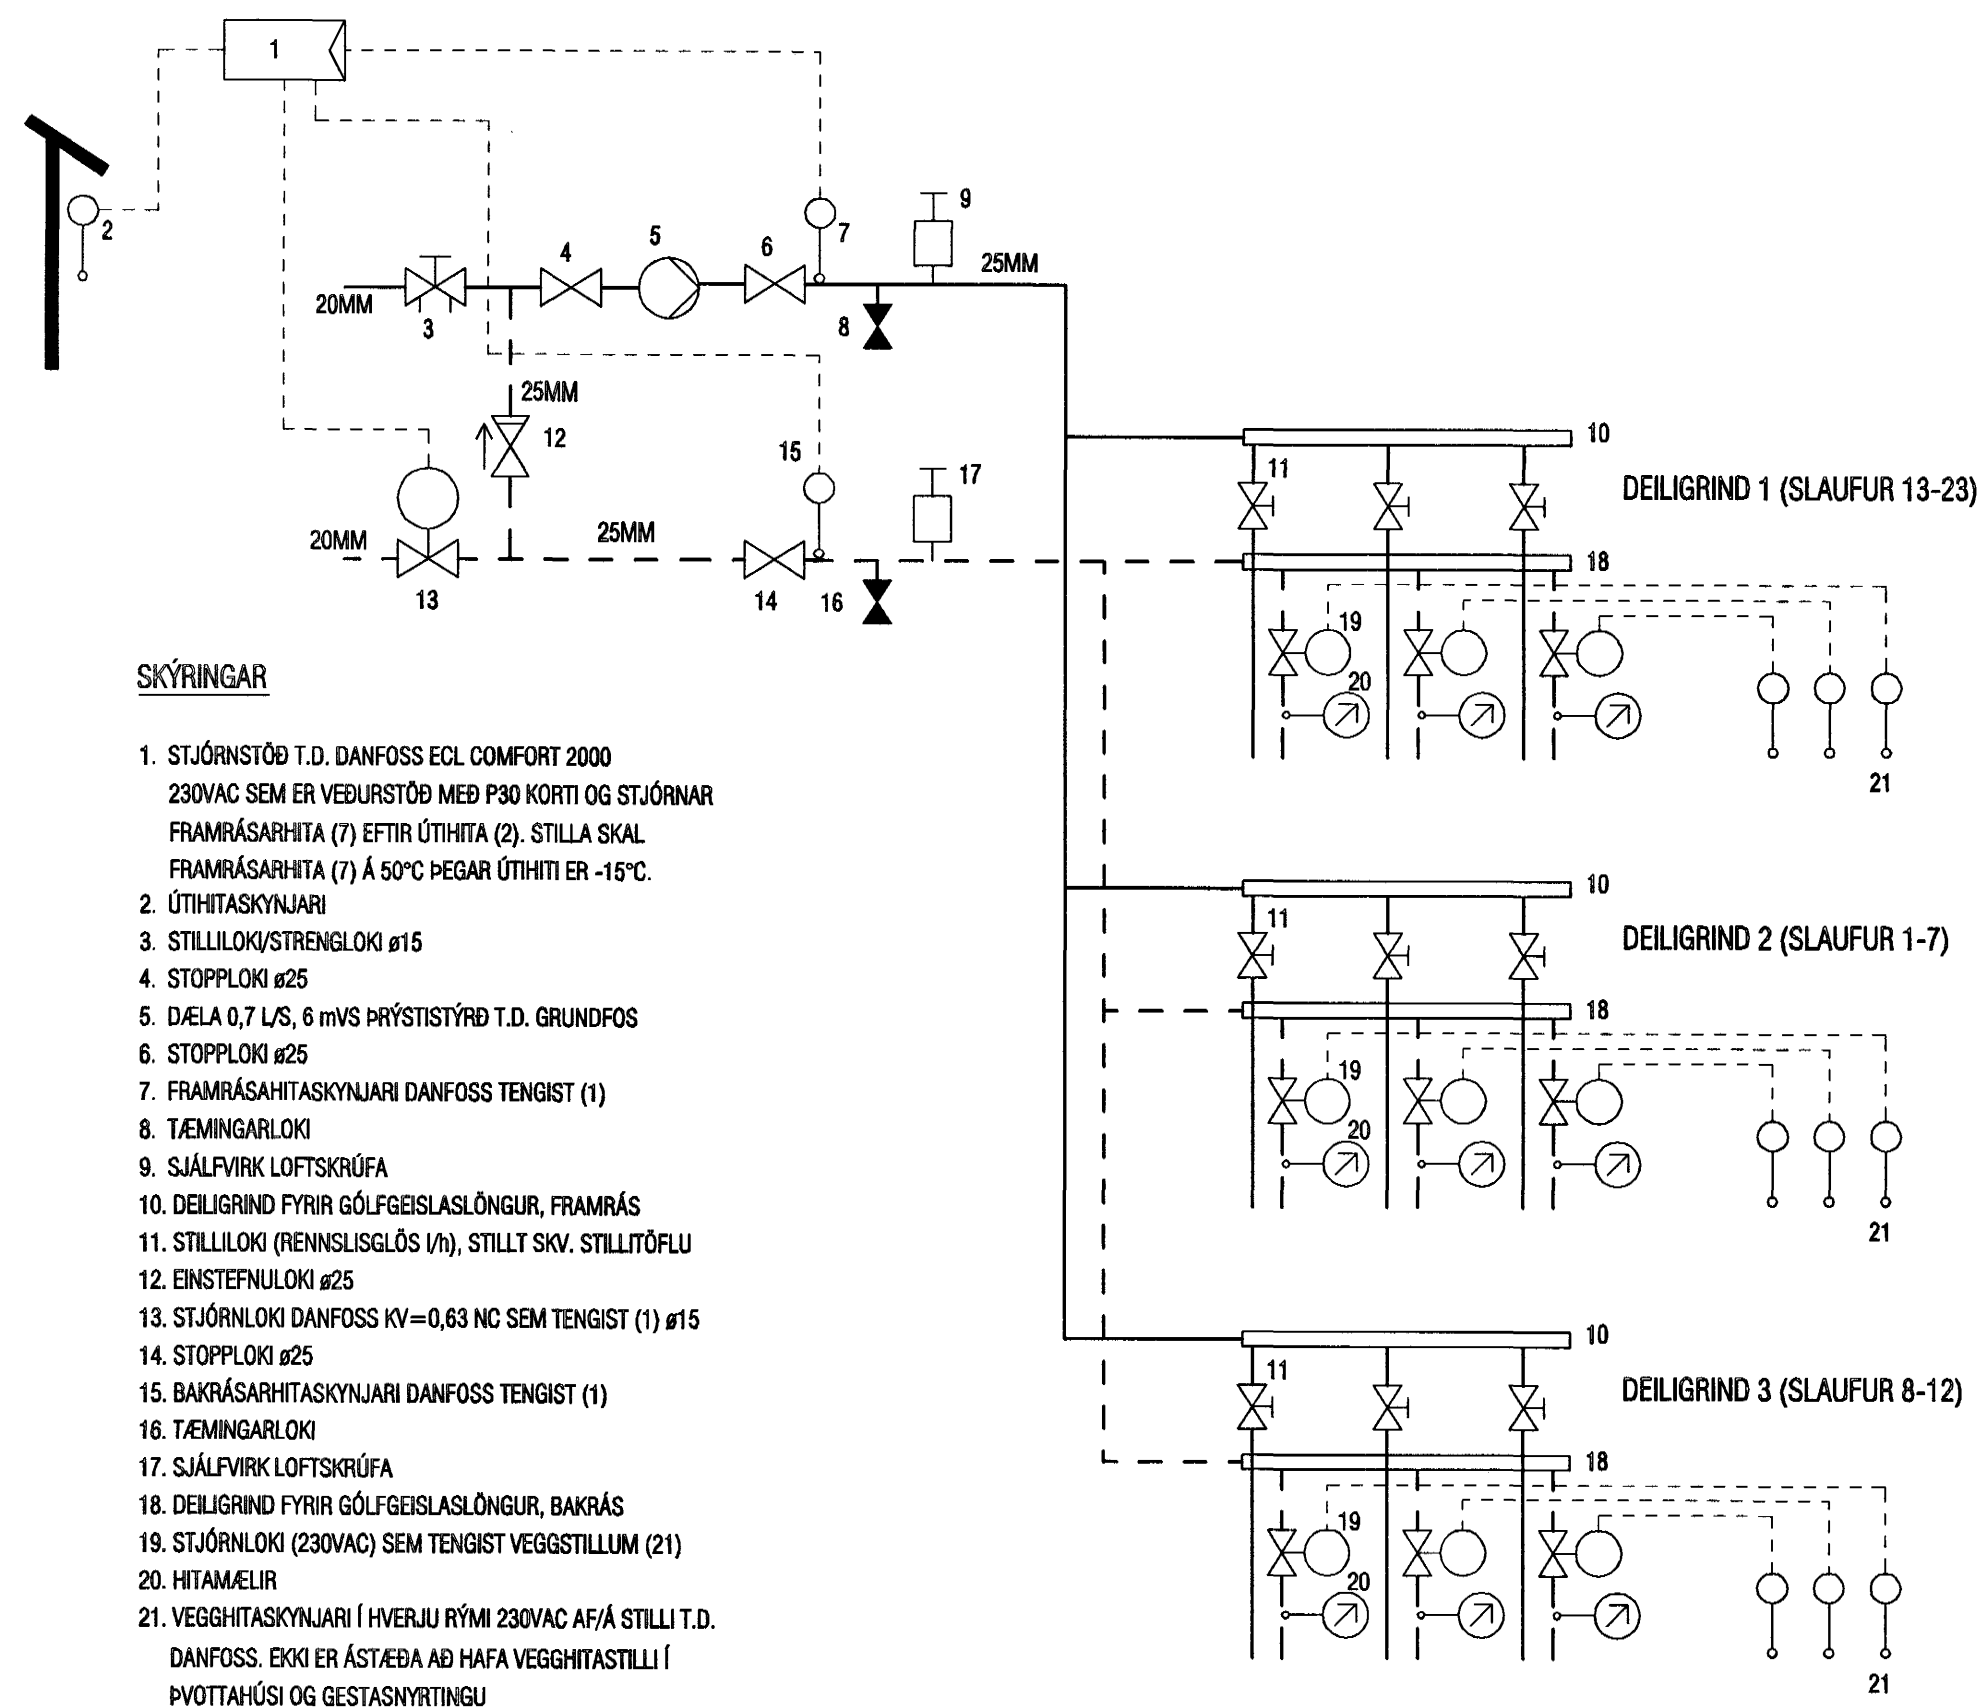 1
2
9
7
5
4
6
25MM
20MM
3
8
25MM
12
15
17
10
11
DEILIGRIND 1 (SLAUFUR 13-23)
20MM
25MM
18
13
14
16
19
20
21
SKÝRINGAR
1. STJÓRNSTÖÐ T.D. DANFOSS ECL COMFORT 2000
230VAC SEM ER VEÐURSTÖÐ MEÐ P30 KORTI OG STJÓRNAR
FRAMRÁSARHITA (7) EFTIR ÚTIHITA (2). STILLA SKAL
FRAMRÁSARHITA (7) Á 50°C ÞEGAR ÚTIHITI ER -15°C.
2. ÚTIHITASKYNJARI
3. STILLILOKI/STRENGLOKI ø15
4. STOPPLOKI ø25
5. DÆLA 0,7 L/S, 6 mVS ÞRÝSTISTÝRÐ T.D. GRUNDFOS
6. STOPPLOKI ø25
7. FRAMRÁSAHITASKYNJARI DANFOSS TENGIST (1)
8. TÆMINGARLOKI
9. SJÁLFVIRK LOFTSKRÚFA
10. DEILIGRIND FYRIR GÓLFGEISLASLÖNGUR, FRAMRÁS
11. STILLILOKI (RENNSLISGLÖS l/h), STILLT SKV. STILLITÖFLU
12. EINSTEFNULOKI ø25
13. STJÓRNLOKI DANFOSS KV=0,63 NC SEM TENGIST (1) ø15
14. STOPPLOKI ø25
15. BAKRÁSARHITASKYNJARI DANFOSS TENGIST (1)
16. TÆMINGARLOKI
17. SJÁLFVIRK LOFTSKRÚFA
18. DEILIGRIND FYRIR GÓLFGEISLASLÖNGUR, BAKRÁS
19. STJÓRNLOKI (230VAC) SEM TENGIST VEGGSTILLUM (21)
20. HITAMÆLIR
21. VEGGHITASKYNJARI Í HVERJU RÝMI 230VAC AF/Á STILLI T.D.
DANFOSS. EKKI ER ÁSTÆÐA AÐ HAFA VEGGHITASTILLI Í
ÞVOTTAHÚSI OG GESTASNYRTINGU
10
11
DEILIGRIND 2 (SLAUFUR 1-7)
18
19
20
21
10
11
DEILIGRIND 3 (SLAUFUR 8-12)
18
19
20
21